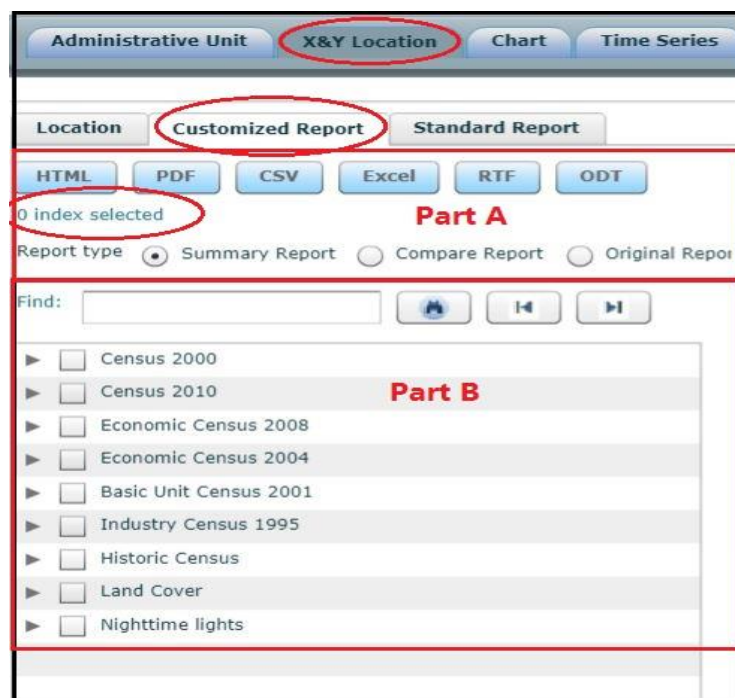 Administrative Unit X&Y Location Chart Time Series
Location Customized Report Standard Report
HTML PDF CSV Excel RTF ODT
0 index selected Part A
Report type Summary Report Compare Report Original Repor
Find:
Census 2000
Census 2010 Part B
Economic Census 2008
Economic Census 2004
Basic Unit Census 2001
Industry Census 1995
Historic Census
Land Cover
Nighttime lights